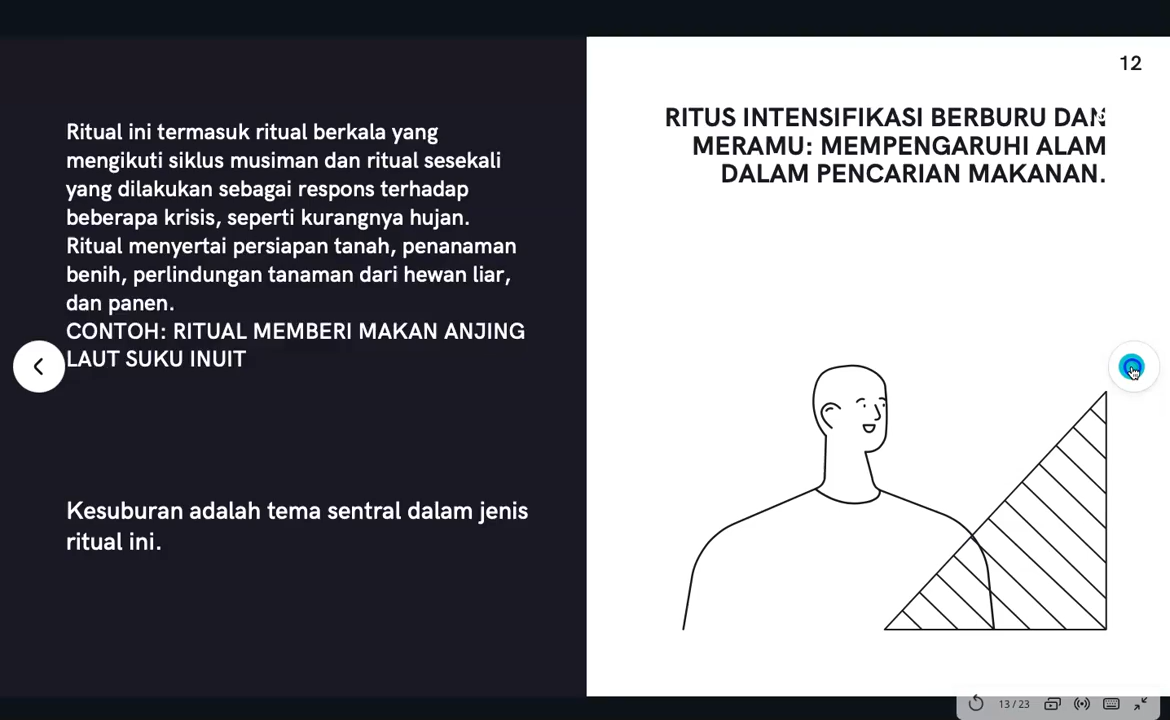 12
Ritual ini termasuk ritual berkala yang
mengikuti siklus musiman dan ritual sesekali
yang dilakukan sebagai respons terhadap
beberapa krisis, seperti kurangnya hujan.
Ritual menyertai persiapan tanah, penanaman
benih, perlindungan tanaman dari hewan liar,
dan panen.
CONTOH: RITUAL MEMBERI MAKAN ANJING
LAUT SUKU INUIT
Kesuburan adalah tema sentral dalam jenis
ritual ini.
RITUS INTENSIFIKASI BERBURU DAN
MERAMU: MEMPENGARUHI ALAM
DALAM PENCARIAN MAKANAN.
13 / 23